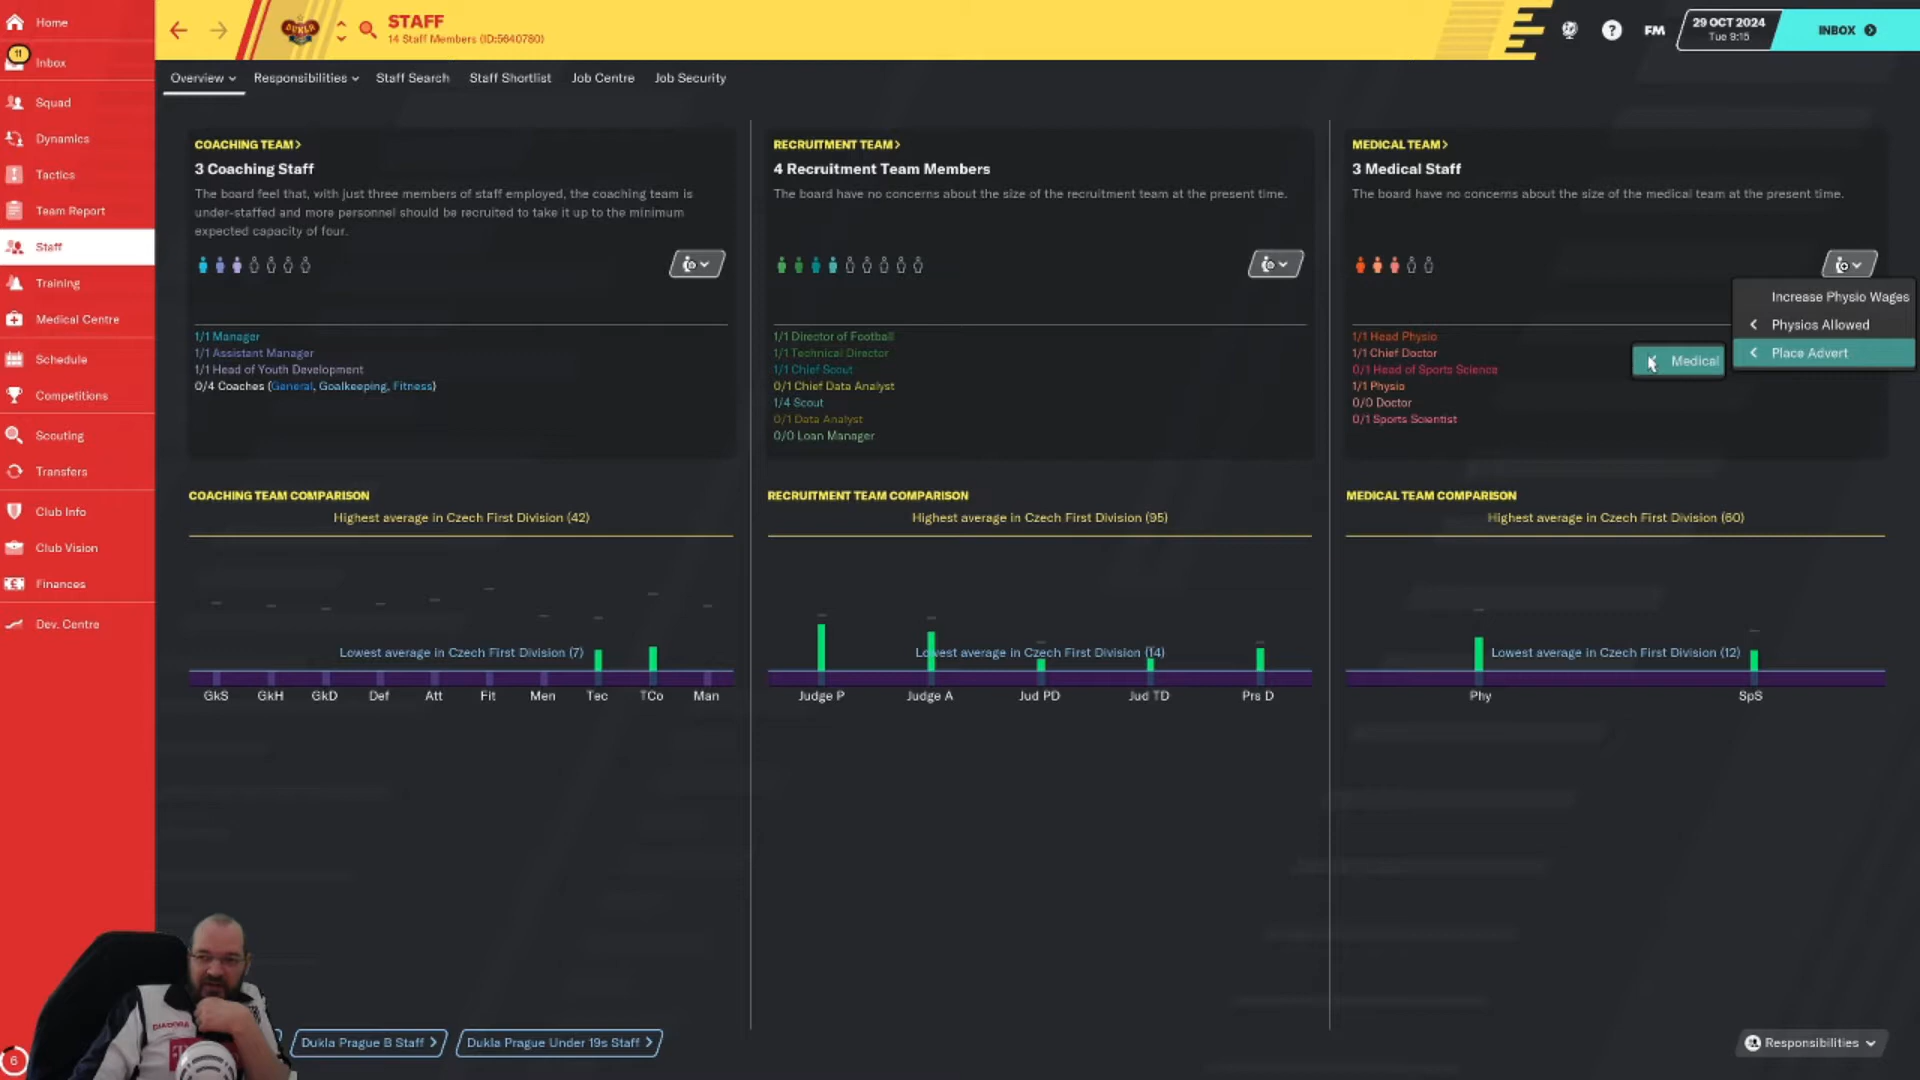 Home
11
Inbox
Squad
Dynamics
Tactics
Team Report
Staff
Training
Medical Centre
Schedule
Competitions
Scouting
Transfers
Club Info
Club Vision
Finances
Dev. Centre
6
DUKLA
STAFF
14 Staff Members (ID:5640780)
FM
29 OCT 2024
Tue 9:15
INBOX
Overview
Responsibilities
Staff Search
Staff Shortlist
Job Centre
Job Security
COACHING TEAM>
3 Coaching Staff
The board feel that, with just three members of staff employed, the coaching team is
under-staffed and more personnel should be recruited to take it up to the minimum
expected capacity of four.
1/1 Manager
1/1 Assistant Manager
1/1 Head of Youth Development
0/4 Coaches (General, Goalkeeping, Fitness)
RECRUITMENT TEAM>
4 Recruitment Team Members
The board have no concerns about the size of the recruitment team at the present time.
1/1 Director of Football
1/1 Technical Director
1/1 Chief Scout
0/1 Chief Data Analyst
1/4 Scout
0/1 Data Analyst
0/0 Loan Manager
MEDICAL TEAM>
3 Medical Staff
The board have no concerns about the size of the medical team at the present time.
Increase Physio Wages
Physios Allowed
Place Advert
Medical
1/1 Head Physio
1/1 Chief Doctor
0/1 Head of Sports Science
1/1 Physio
0/0 Doctor
0/1 Sports Scientist
COACHING TEAM COMPARISON
Highest average in Czech First Division (42)
Lowest average in Czech First Division (7)
GkS GkH GkD Def Att Fit Men Tec TCo Man
RECRUITMENT TEAM COMPARISON
Highest average in Czech First Division (95)
Lowest average in Czech First Division (14)
Judge P Judge A Jud PD Jud TD Prs D
MEDICAL TEAM COMPARISON
Highest average in Czech First Division (60)
Lowest average in Czech First Division (12)
Phy SpS
DIADORA
Dukla Prague B Staff >
Dukla Prague Under 19s Staff >
Responsibilities